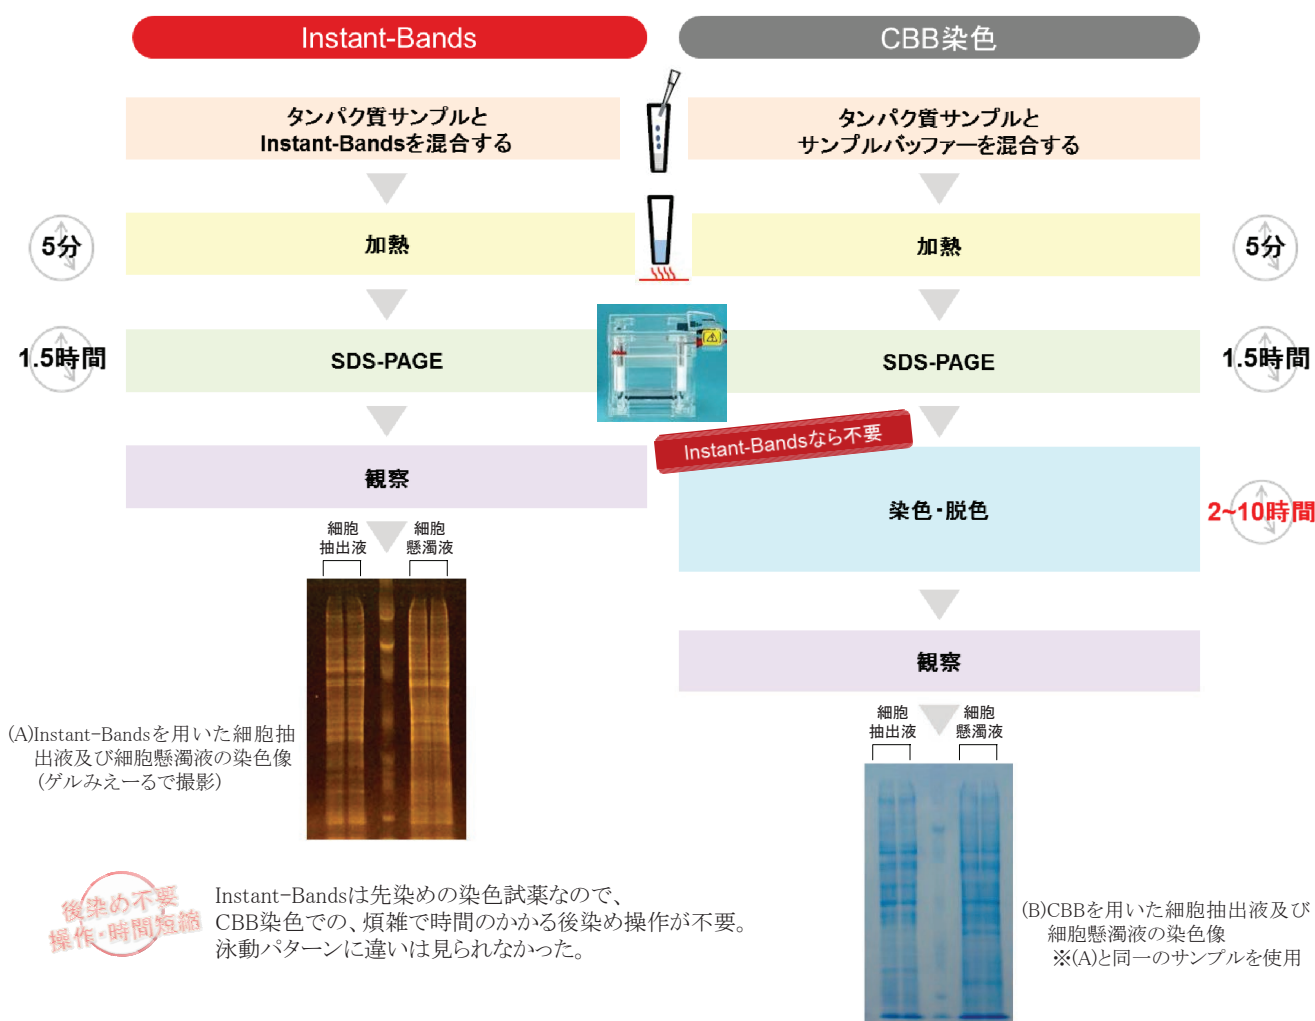 Instant-Bands
CBB染色
タンパク質サンプルと
Instant-Bandsを混合する
タンパク質サンプルと
サンプルバッファーを混合する
5分
加熱
加熱
5分
1.5時間
SDS-PAGE
SDS-PAGE
1.5時間
Instant-Bandsなら不要
観察
染色・脱色
2~10時間
細胞
抽出液
細胞
懸濁液
観察
(A)Instant-Bandsを用いた細胞抽
出液及び細胞懸濁液の染色像
(ゲルみえーるで撮影)
細胞
抽出液
細胞
懸濁液
後染め不要
操作・時間短縮
Instant-Bandsは先染めの染色試薬なので、
CBB染色での、煩雑で時間のかかる後染め操作が不要。
泳動パターンに違いは見られなかった。
(B)CBBを用いた細胞抽出液及び
細胞懸濁液の染色像
※(A)と同一のサンプルを使用